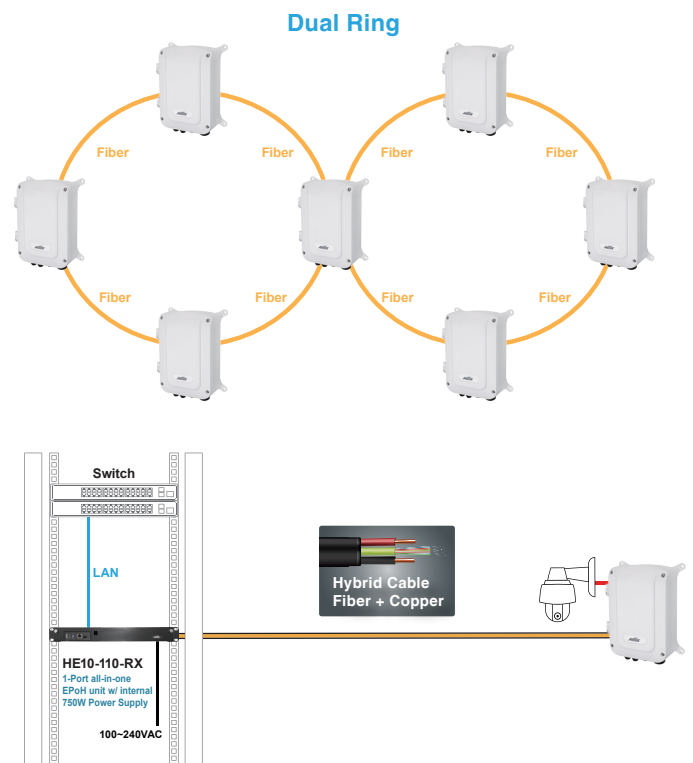 Dual Ring
Fiber
Fiber
Fiber
Fiber
Fiber
Fiber
Fiber
Fiber
Switch
LAN
Hybrid Cable
Fiber + Copper
HE10-110-RX
1-Port all-in-one
EPoH unit w/ internal
750W Power Supply
100~240VAC